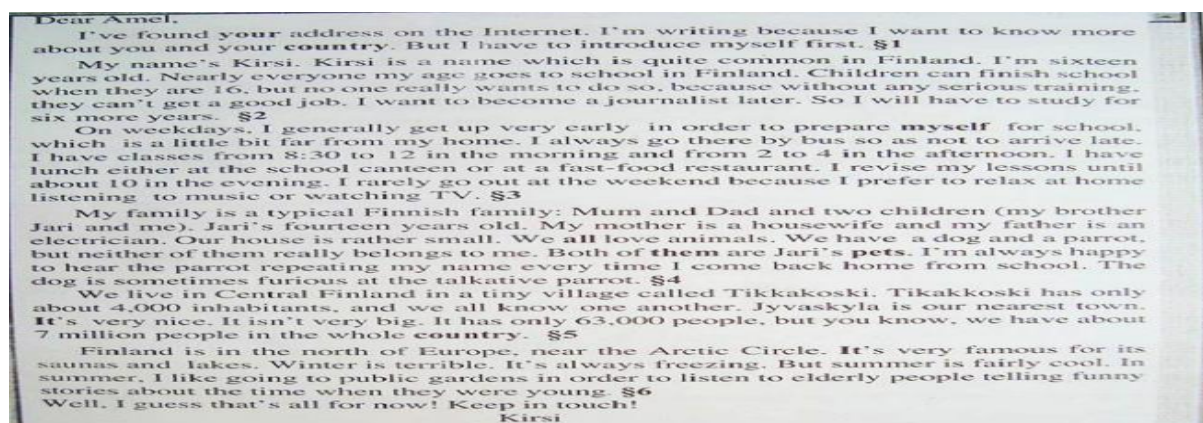 Dear Amel,
I've found your address on the Internet. I'm writing because I want to know more
about you and your country. But I have to introduce myself first. §1
My name's Kirsi. Kirsi is a name which is quite common in Finland. I'm sixteen
years old. Nearly everyone my age goes to school in Finland. Children can finish school
when they are 16, but no one really wants to do so, because without any serious training,
they can't get a good job. I want to become a journalist later. So I will have to study for
six more years. §2
On weekdays, I generally get up very early in order to prepare myself for school,
which is a little bit far from my home. I always go there by bus so as not to arrive late.
I have classes from 8:30 to 12 in the morning and from 2 to 4 in the afternoon. I have
lunch either at the school canteen or at a fast-food restaurant. I revise my lessons until
about 10 in the evening. I rarely go out at the weekend because I prefer to relax at home
listening to music or watching TV. §3
My family is a typical Finnish family: Mum and Dad and two children (my brother
Jari and me). Jari's fourteen years old. My mother is a housewife and my father is an
electrician. Our house is rather small. We all love animals. We have a dog and a parrot,
but neither of them really belongs to me. Both of them are Jari's pets. I'm always happy
to hear the parrot repeating my name every time I come back home from school. The
dog is sometimes furious at the talkative parrot. §4
We live in Central Finland in a tiny village called Tikkakoski. Tikakkoski has only
about 4,000 inhabitants, and we all know one another. Jyvaskyla is our nearest town.
It's very nice. It isn't very big. It has only 63,000 people, but you know, we have about
7 million people in the whole country. §5
Finland is in the north of Europe, near the Arctic Circle. It's very famous for its
saunas and lakes. Winter is terrible. It's always freezing. But summer is fairly cool. In
summer, I like going to public gardens in order to listen to elderly people telling funny
stories about the time when they were young. §6
Well, I guess that's all for now! Keep in touch!
Kirsi